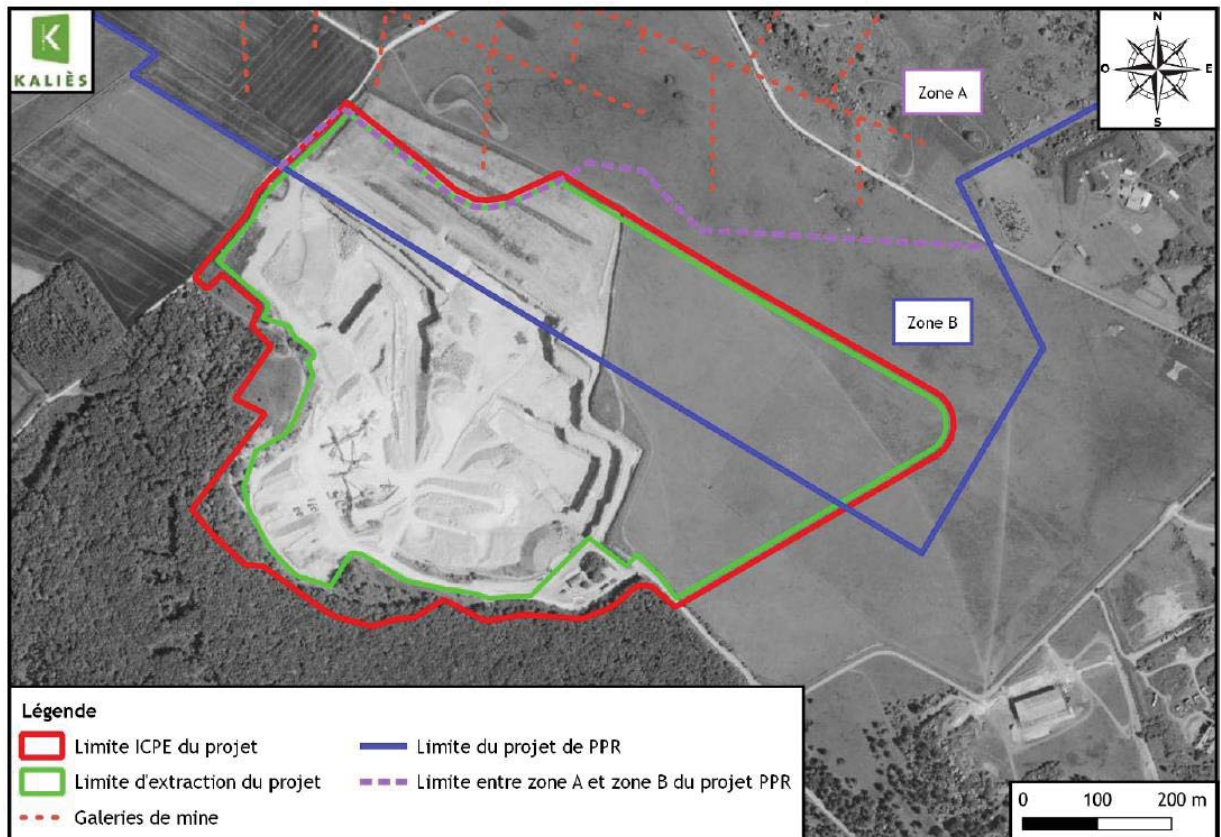 K
KALIÈS
N
O
E
S
Zone A
Zone B
Légende
Limite ICPE du projet
Limite d'extraction du projet
Galeries de mine
Limite du projet de PPR
Limite entre zone A et zone B du projet PPR
0 100 200 m